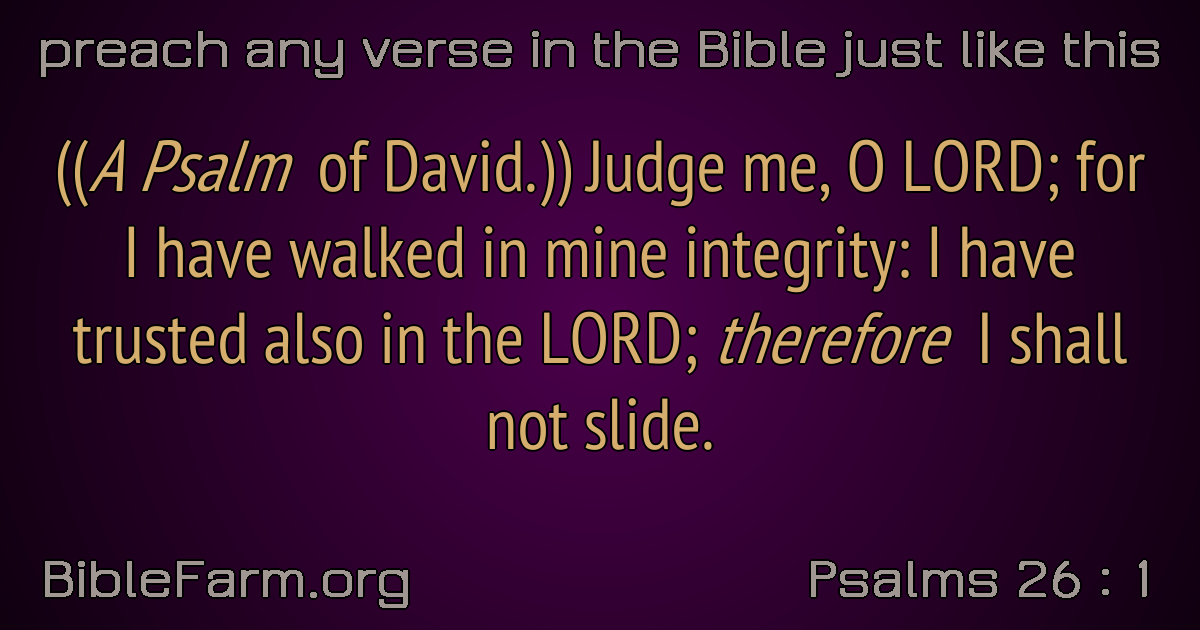 preach any verse in the Bible just like this
((A Psalm of David.)) Judge me, O LORD; for
I have walked in mine integrity: I have
trusted also in the LORD; therefore I shall
not slide.
BibleFarm.org
Psalms 26 : 1